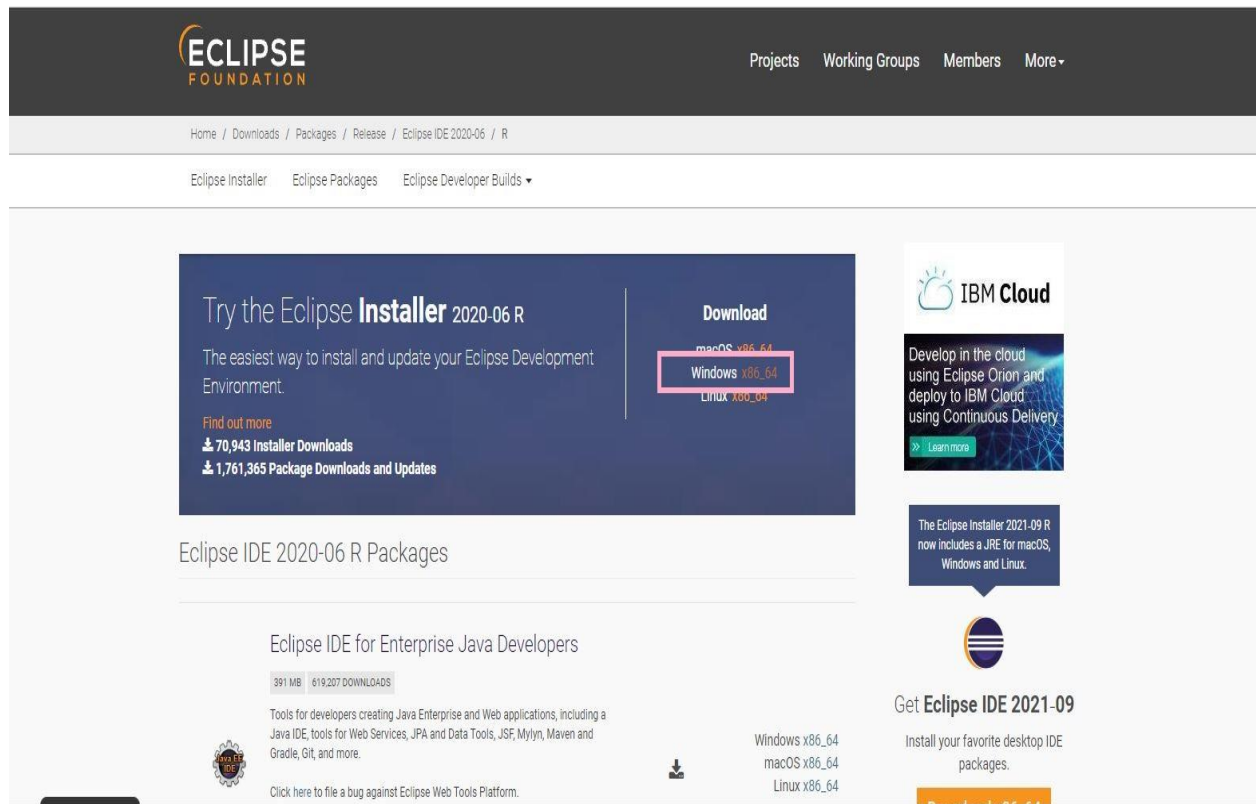 ECLIPSE
FOUNDATION
Projects Working Groups Members More
Home / Downloads / Packages / Release / Eclipse IDE 2020-06 / R
Eclipse Installer Eclipse Packages Eclipse Developer Builds
Try the Eclipse Installer 2020-06 R
The easiest way to install and update your Eclipse Development
Environment.
Find out more
70,943 Installer Downloads
1,761,365 Package Downloads and Updates
Download
macOS x86_64
Windows x86_64
Linux x86_64
IBM Cloud
Develop in the cloud
using Eclipse Orion and
deploy to IBM Cloud
using Continuous Delivery
Learn more
The Eclipse Installer 2021-09 R
now includes a JRE for macOS,
Windows and Linux.
Get Eclipse IDE 2021-09
Install your favorite desktop IDE
packages.
Eclipse IDE 2020-06 R Packages
Eclipse IDE for Enterprise Java Developers
391 MB 619,207 DOWNLOADS
Tools for developers creating Java Enterprise and Web applications, including a
Java IDE, tools for Web Services, JPA and Data Tools, JSF, Mylyn, Maven and
Gradle, Git, and more.
Click here to file a bug against Eclipse Web Tools Platform.
Java EE
IDE
Windows x86_64
macOS x86_64
Linux x86_64